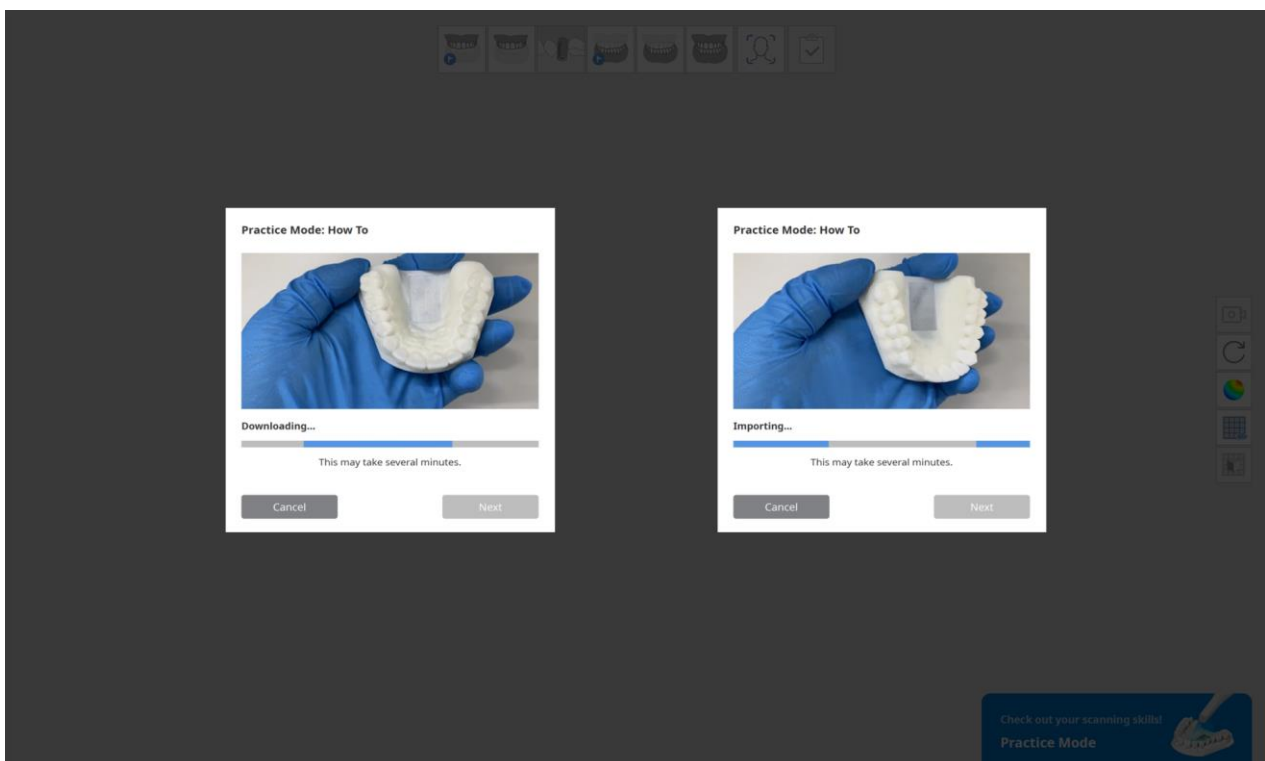 Practice Mode: How To
Downloading...
This may take several minutes.
Cancel
Next
Practice Mode: How To
Importing...
This may take several minutes.
Cancel
Next
Check out your scanning skills!
Practice Mode